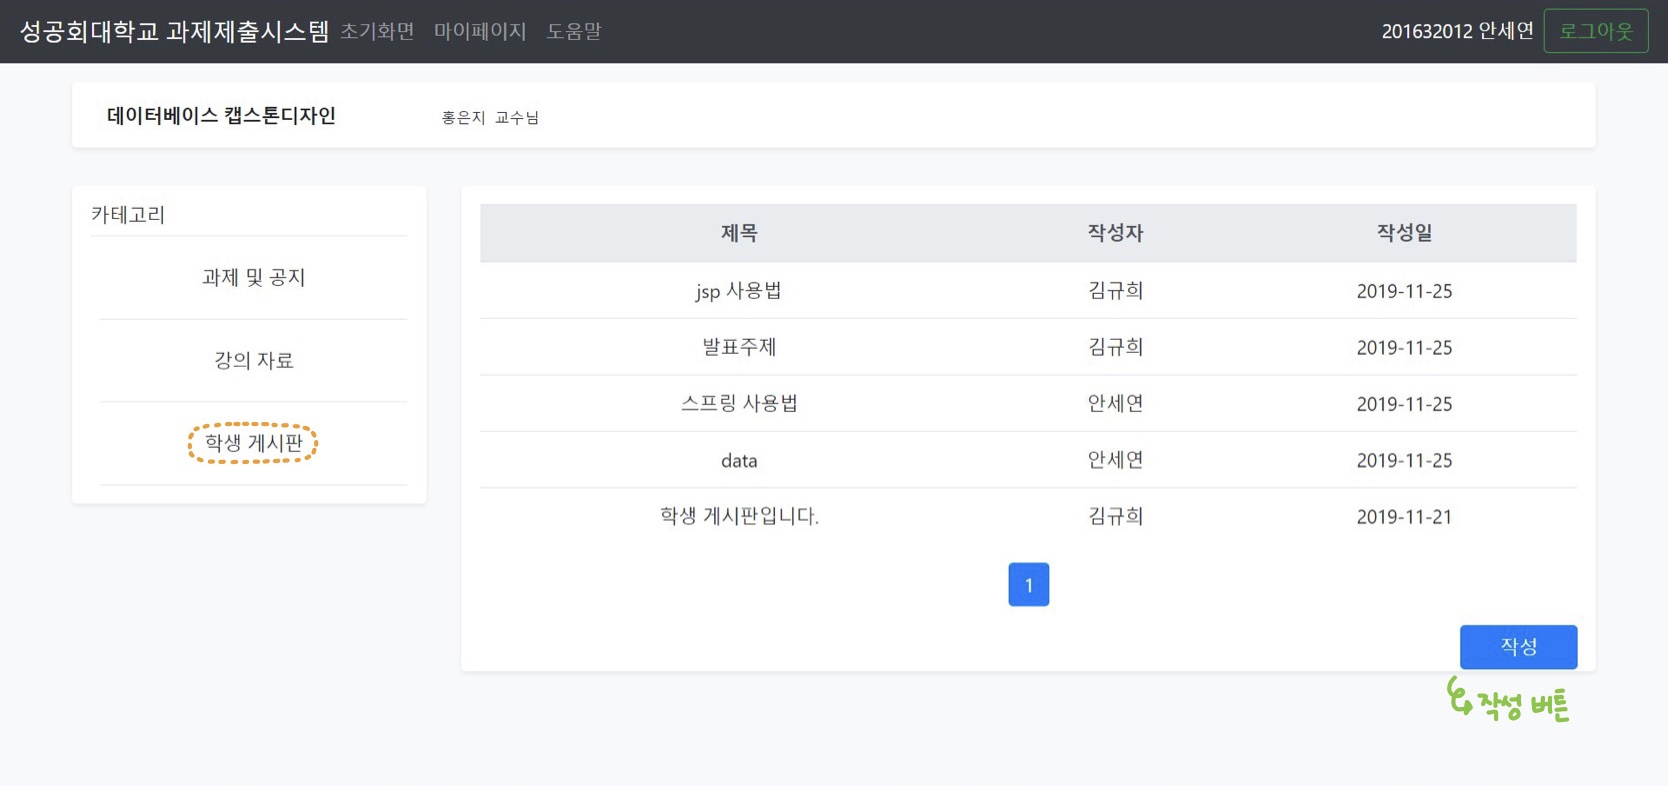 성공회대학교 과제제출시스템 초기화면 마이페이지 도움말 201632012 안세연 로그아웃
데이터베이스 캡스톤디자인 홍은지 교수님
카테고리
과제 및 공지
강의 자료
학생 게시판
제목 작성자 작성일
jsp 사용법 김규희 2019-11-25
발표주제 김규희 2019-11-25
스프링 사용법 안세연 2019-11-25
data 안세연 2019-11-25
학생 게시판입니다. 김규희 2019-11-21
1
작성
작성 버튼